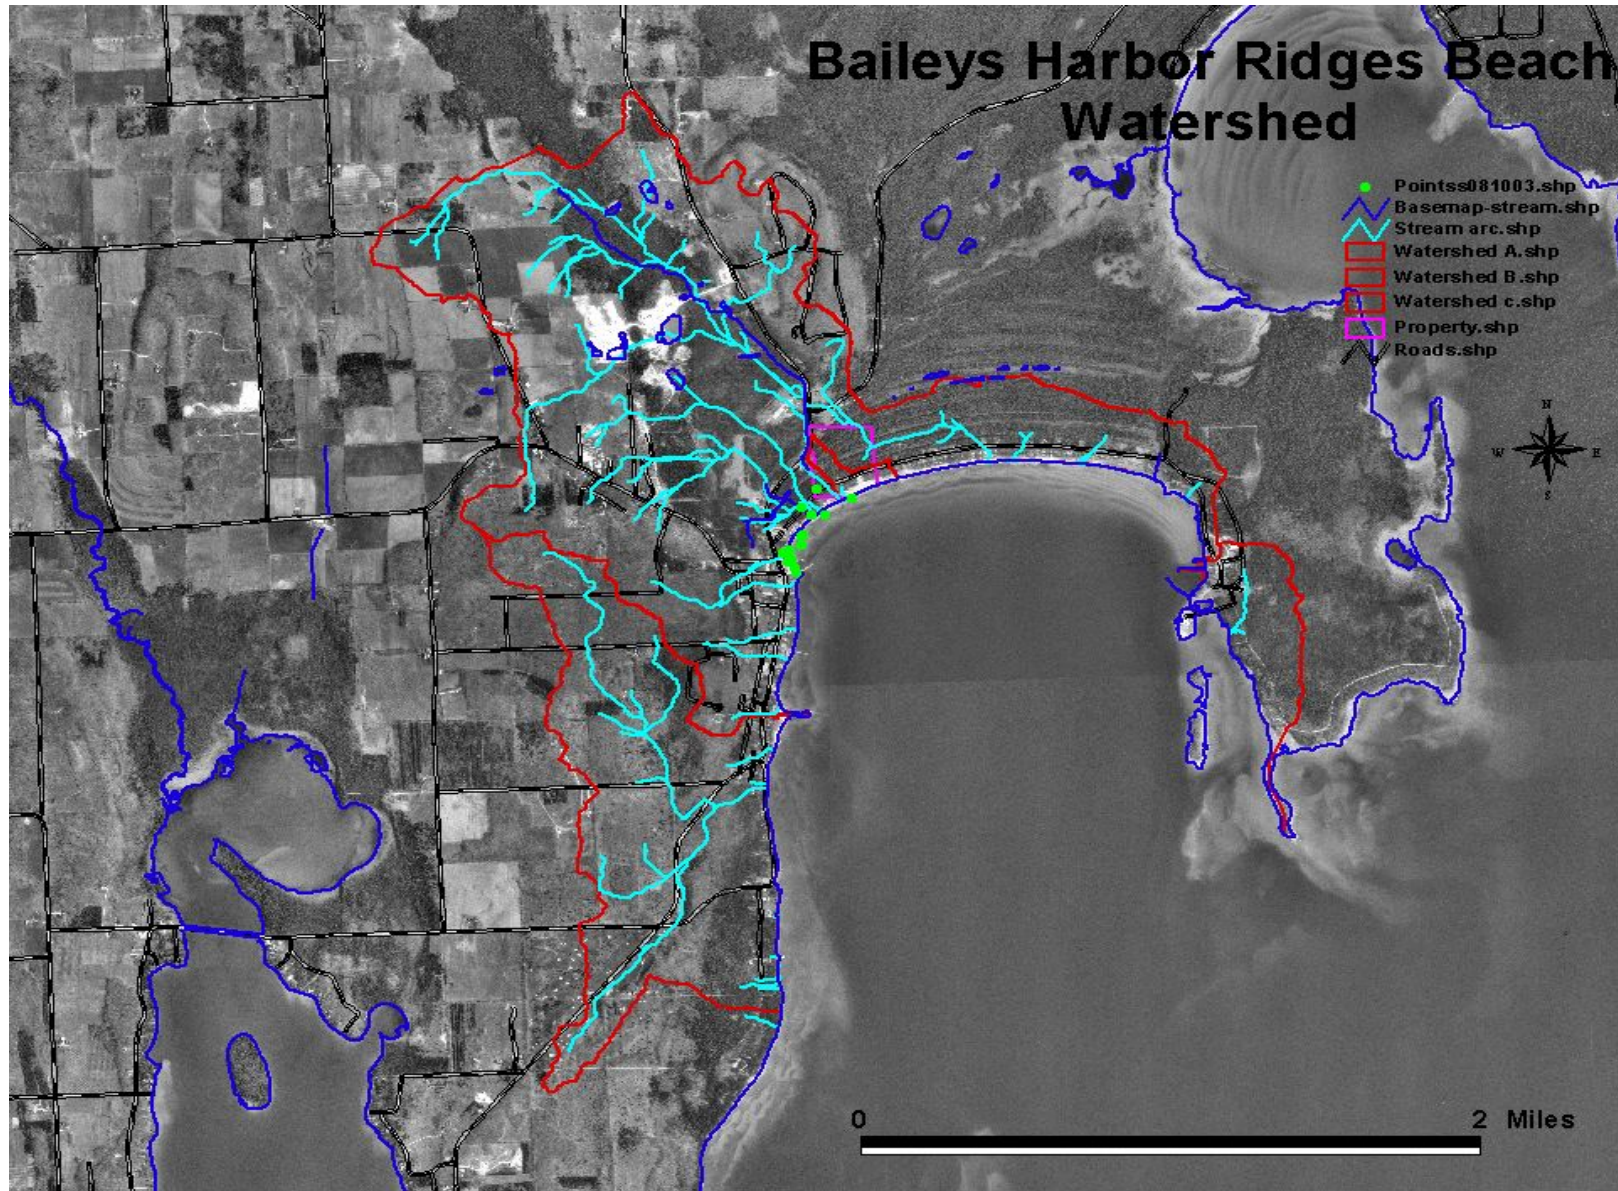 Baileys Harbor Ridges Beach
Watershed
Pointss081003.shp
Basemap-stream.shp
Stream arc.shp
Watershed A.shp
Watershed B.shp
Watershed c.shp
Property.shp
Roads.shp
N
W E
S
0 2 Miles